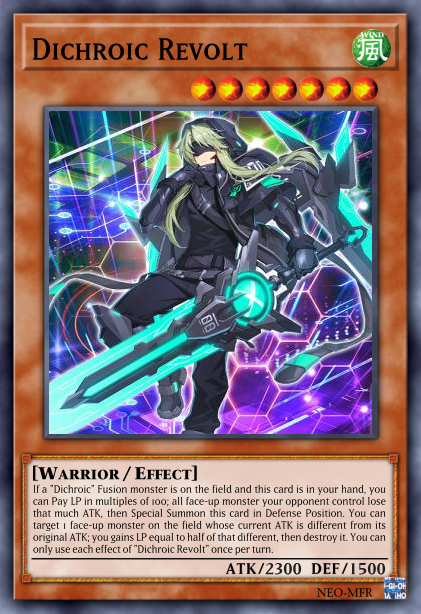 DICHROIC REVOLT
WIND
風
[WARRIOR / EFFECT]
If a "Dichroic" Fusion monster is on the field and this card is in your hand, you
can Pay LP in multiples of 100; all face-up monster your opponent control lose
that much ATK, then Special Summon this card in Defense Position. You can
target 1 face-up monster on the field whose current ATK is different from its
original ATK; you gains LP equal to half of that different, then destroy it. You can
only use each effect of "Dichroic Revolt" once per turn.
ATK/2300 DEF/1500
NEO-MFR